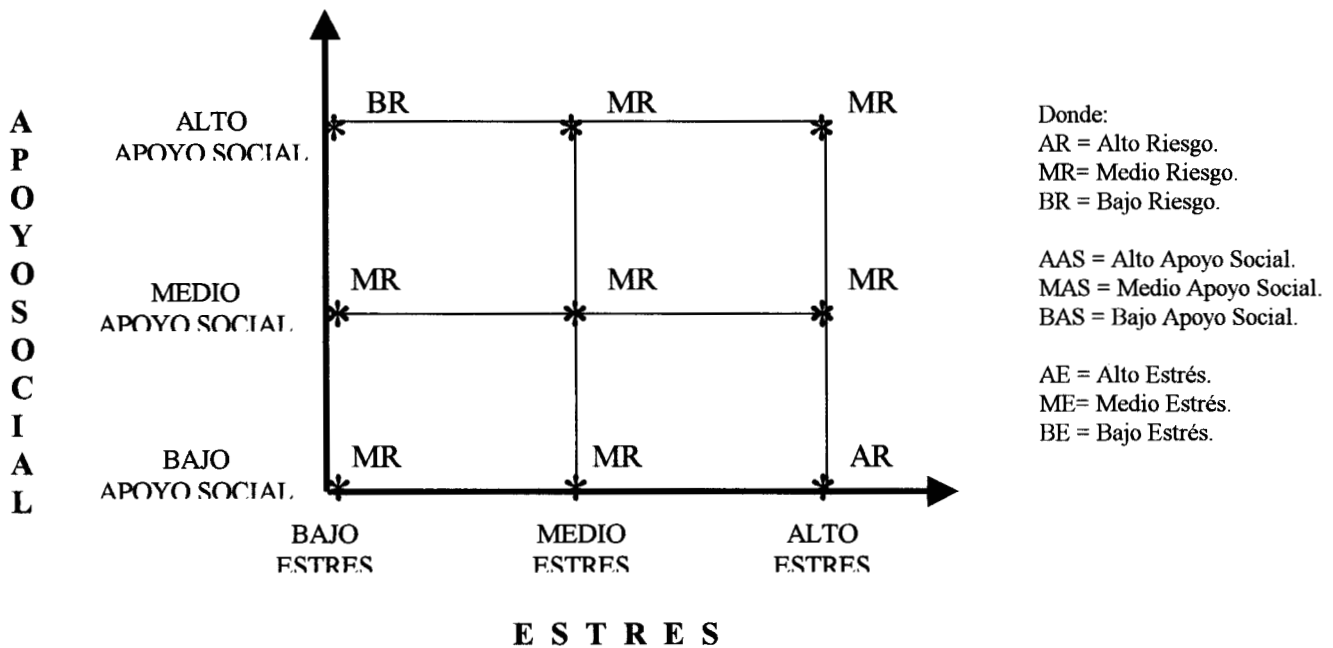 A
P
O
Y
O
S
O
C
I
A
L
ALTO
APOYO SOCIAL
BR MR MR
MEDIO
APOYO SOCIAL
MR MR MR
BAJO
APOYO SOCIAL
MR MR AR
BAJO
ESTRES
MEDIO
ESTRES
ALTO
ESTRES
E S T R E S
Donde:
AR = Alto Riesgo.
MR= Medio Riesgo.
BR = Bajo Riesgo.
AAS = Alto Apoyo Social.
MAS = Medio Apoyo Social.
BAS = Bajo Apoyo Social.
AE = Alto Estrés.
ME= Medio Estrés.
BE = Bajo Estrés.